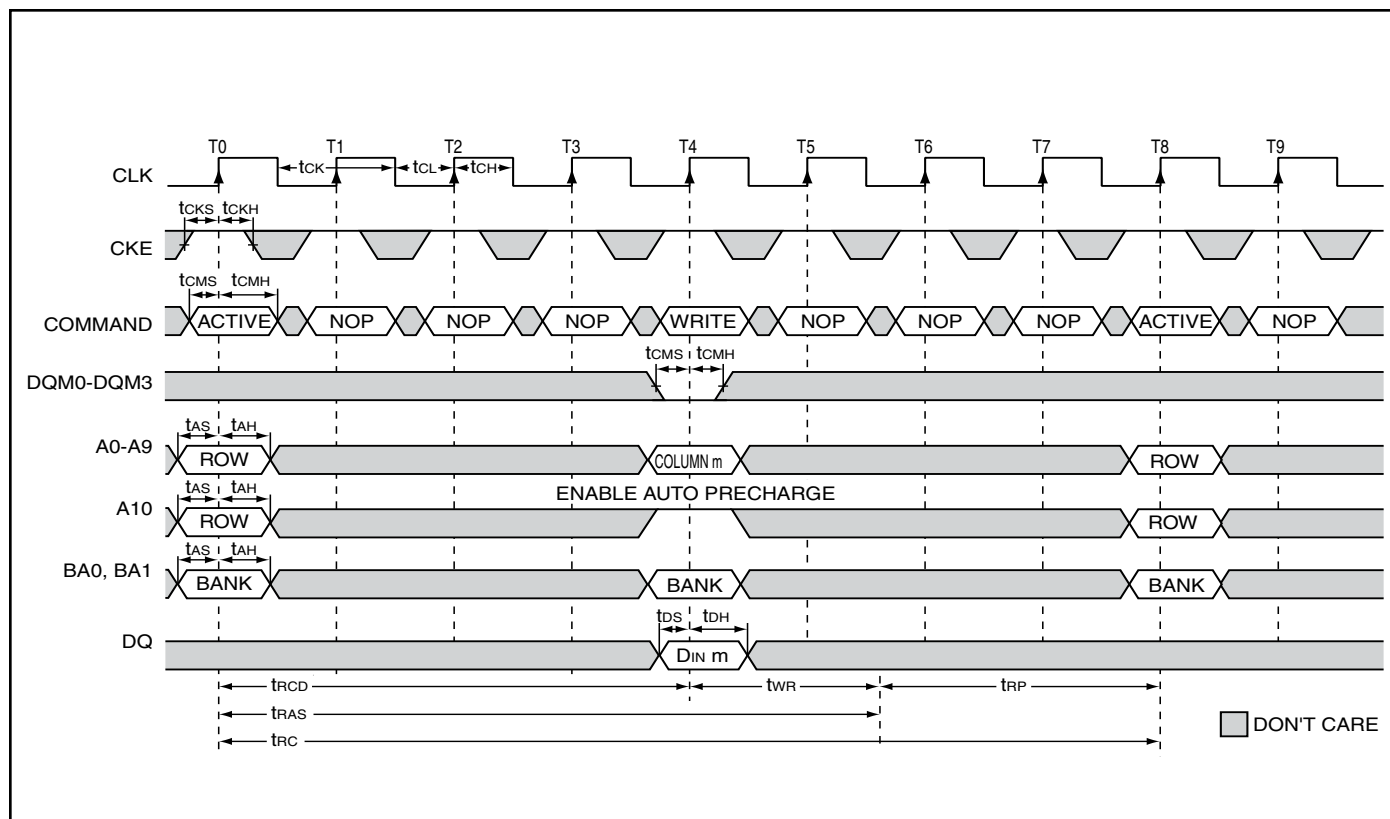 T0 T1 T2 T3 T4 T5 T6 T7 T8 T9
tCK tCL tCH
CLK
tCKS tCKH
CKE
tCMS tCMH
COMMAND ACTIVE NOP NOP NOP WRITE NOP NOP NOP ACTIVE NOP
tCMS tCMH
DQM0-DQM3
tAS tAH
A0-A9 ROW COLUMN m ROW
tAS tAH ENABLE AUTO PRECHARGE
A10 ROW ROW
tAS tAH
BA0, BA1 BANK BANK BANK
tDS tDH
DQ DIN m
tRCD tWR tRP
tRAS
DON'T CARE
tRC